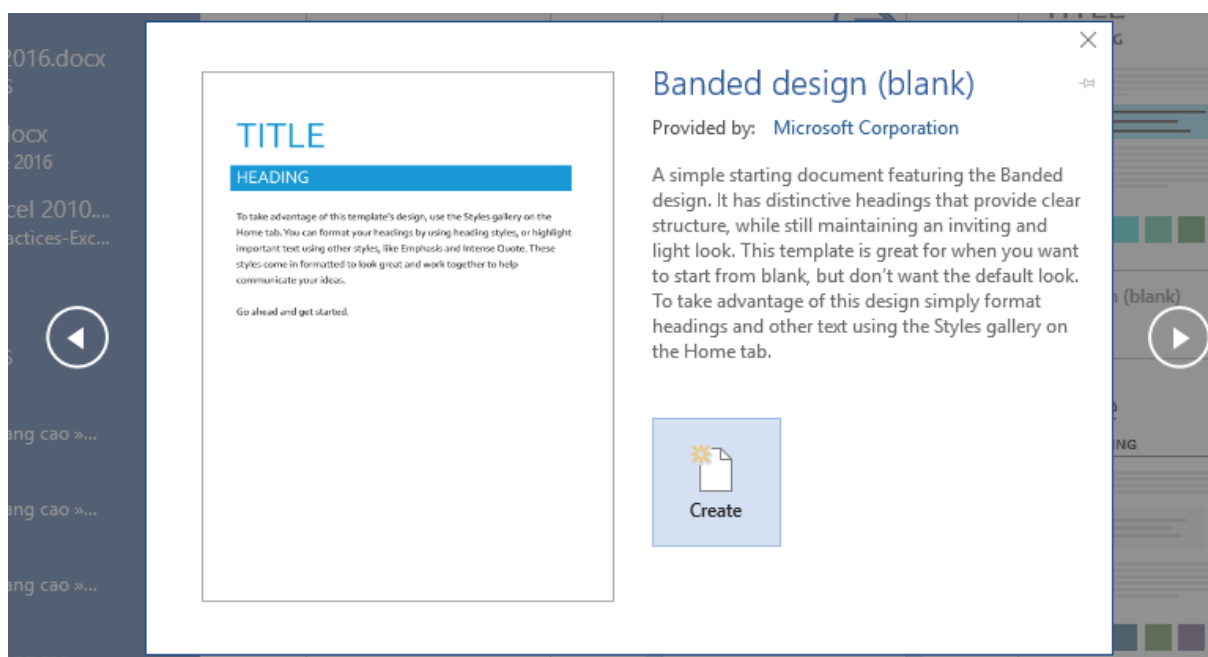 2016.docx
docx
2016
cel 2010....
actices-Exc...
ang cao »...
ang cao »...
ang cao »...
TITLE
HEADING
To take advantage of this template's design, use the Styles gallery on the
Home tab. You can format your headings by using heading styles, or highlight
important text using other styles, like Emphasis and Intense Quote. These
styles come in formatted to look great and work together to help
communicate your ideas.
Go ahead and get started.
Banded design (blank)
Provided by: Microsoft Corporation
A simple starting document featuring the Banded
design. It has distinctive headings that provide clear
structure, while still maintaining an inviting and
light look. This template is great for when you want
to start from blank, but don't want the default look.
To take advantage of this design simply format
headings and other text using the Styles gallery on
the Home tab.
Create
(blank)
NG